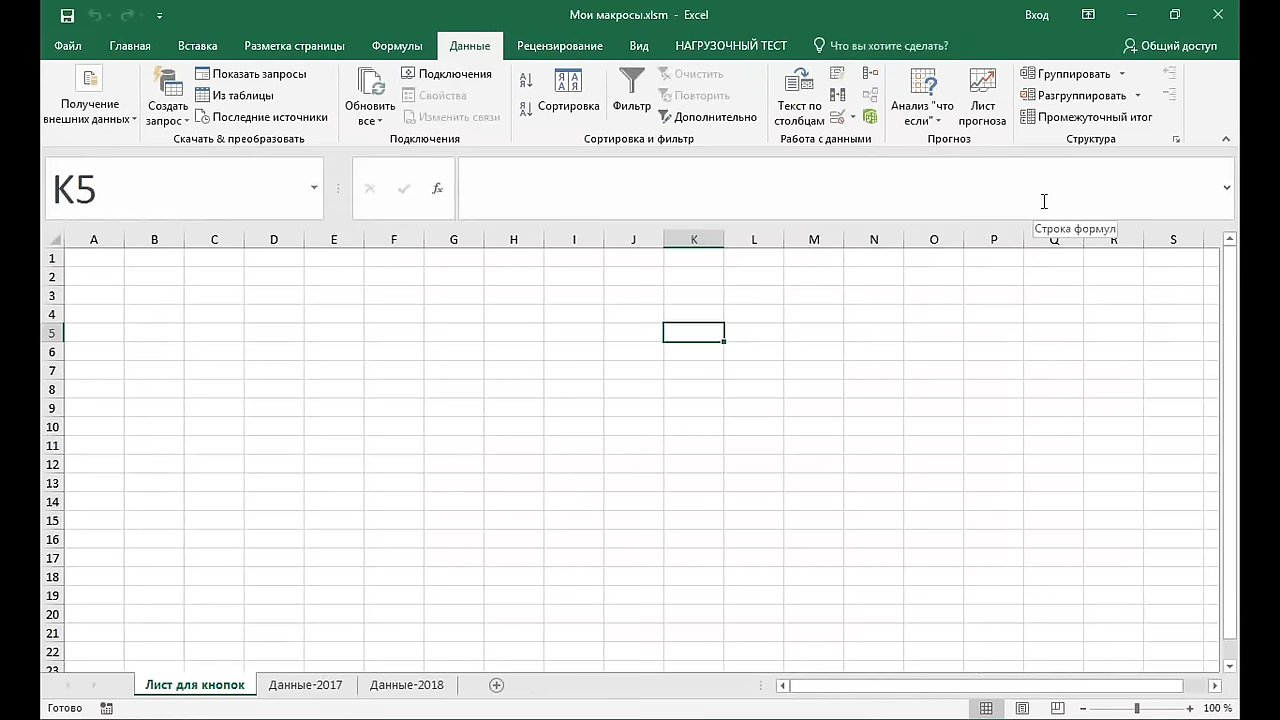 Мои макросы.xlsm - Excel
Вход
Файл Главная Вставка Разметка страницы Формулы Данные Рецензирование Вид НАГРУЗОЧНЫЙ ТЕСТ Что вы хотите сделать? Общий доступ
Получение внешних данных
Создать запрос
Показать запросы
Из таблицы
Последние источники
Скачать & преобразовать
Обновить все
Подключения
Свойства
Изменить связи
Подключения
Сортировка
Фильтр
Очистить
Повторить
Дополнительно
Сортировка и фильтр
Текст по столбцам
Работа с данными
Анализ "что если"
Лист прогноза
Прогноз
Группировать
Разгруппировать
Промежуточный итог
Структура
K5
fx
Строка формул
A B C D E F G H I J K L M N O P Q R S
1
2
3
4
5
6
7
8
9
10
11
12
13
14
15
16
17
18
19
20
21
22
23
Лист для кнопок Данные-2017 Данные-2018
Готово
100 %